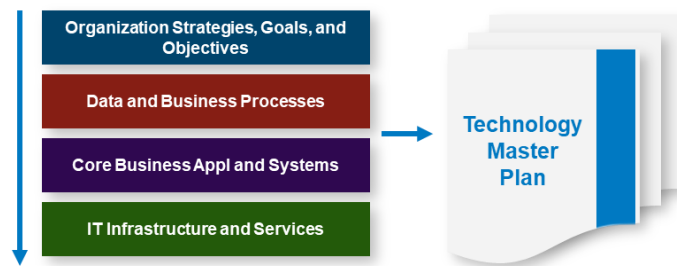 Organization Strategies, Goals, and
Objectives
Data and Business Processes
Core Business Appl and Systems
IT Infrastructure and Services
Technology
Master
Plan